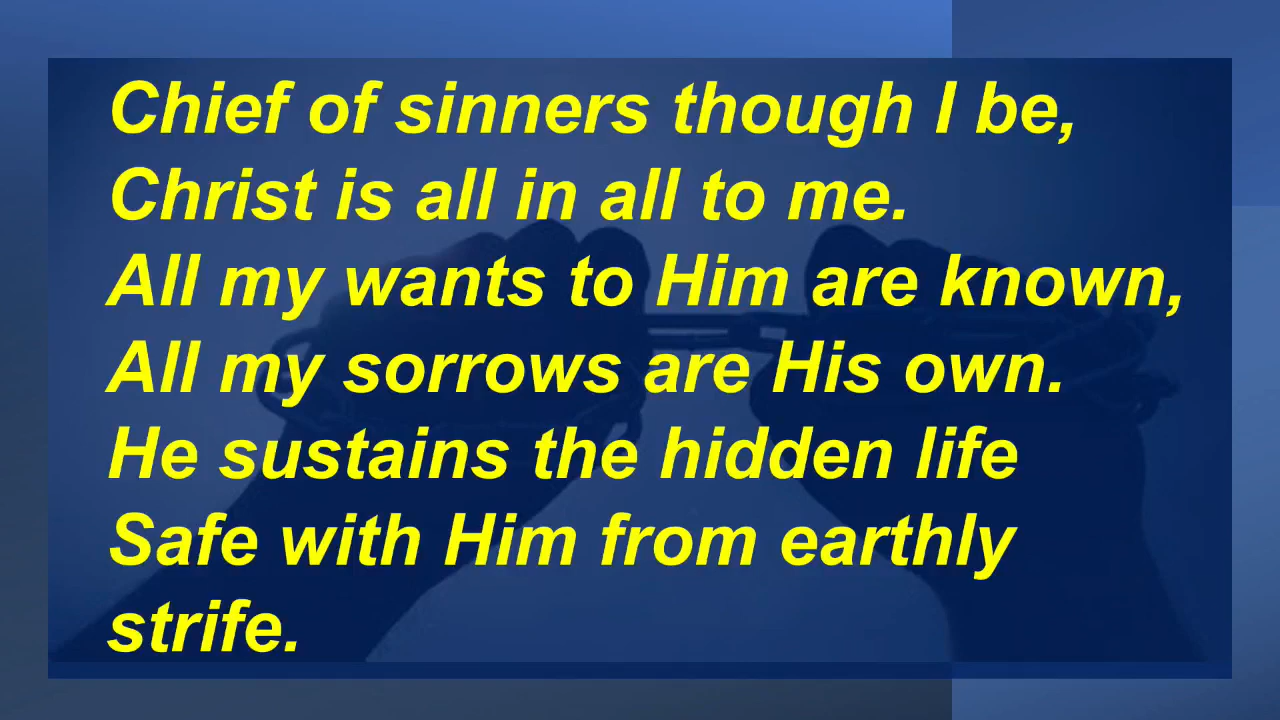 Chief of sinners though I be,
Christ is all in all to me.
All my wants to Him are known,
All my sorrows are His own.
He sustains the hidden life
Safe with Him from earthly
strife.